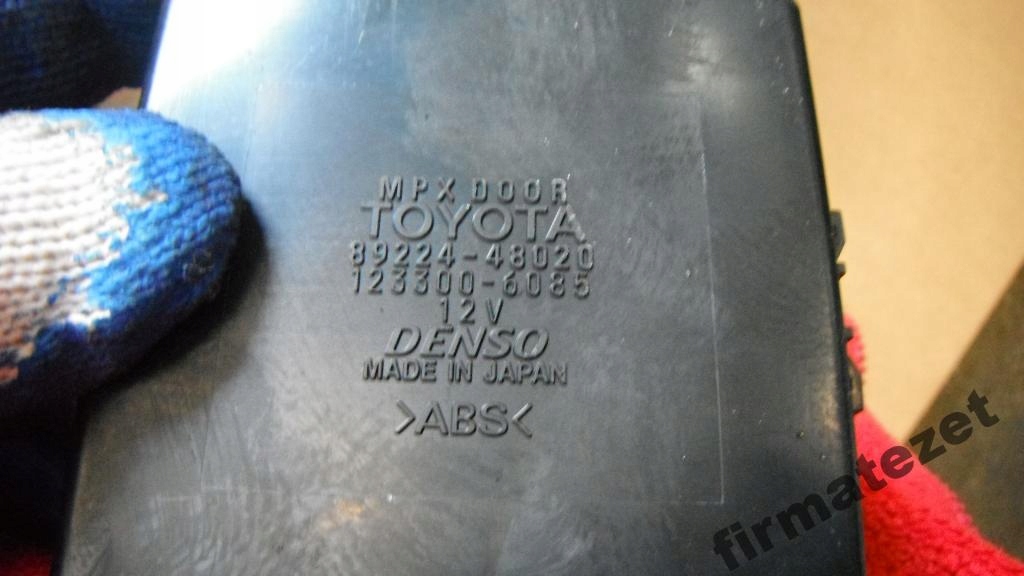 MPX DOOR
TOYOTA
89224-48020
123300-6085
12V
DENSO
MADE IN JAPAN
>ABS<
firmatezet